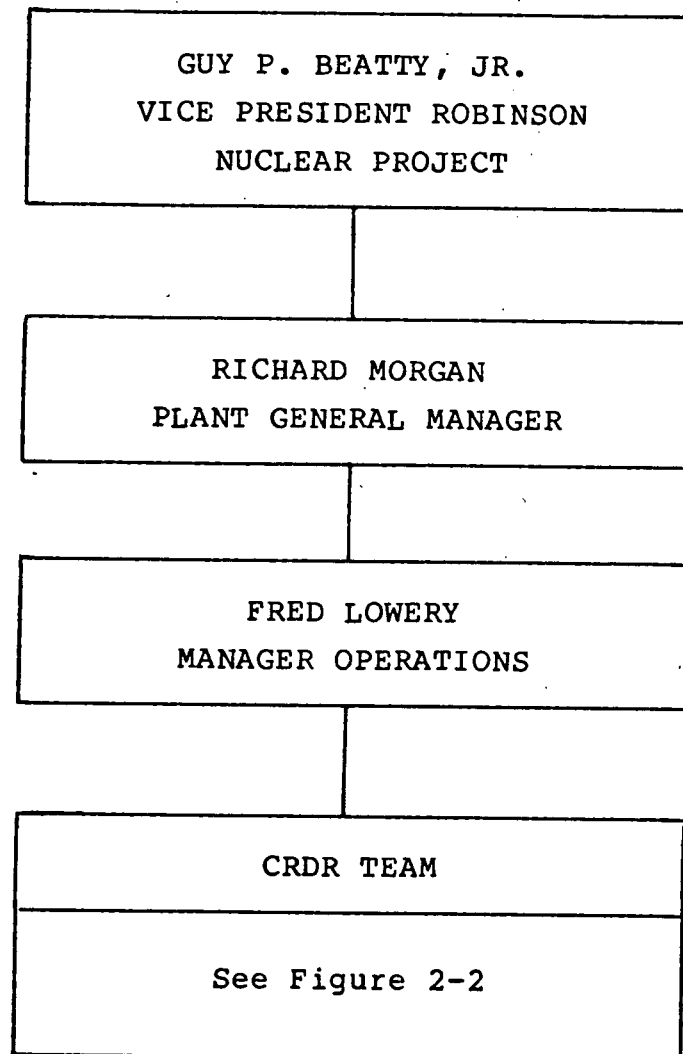 GUY P. BEATTY, JR.
VICE PRESIDENT ROBINSON
NUCLEAR PROJECT
RICHARD MORGAN
PLANT GENERAL MANAGER
FRED LOWERY
MANAGER OPERATIONS
CRDR TEAM
See Figure 2-2